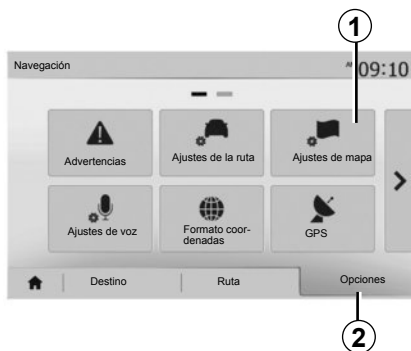 1
Navegación
AM 09:10
Advertencias
Ajustes de la ruta
Ajustes de mapa
Ajustes de voz
Formato coor-
denadas
GPS
Destino
Ruta
Opciones
2